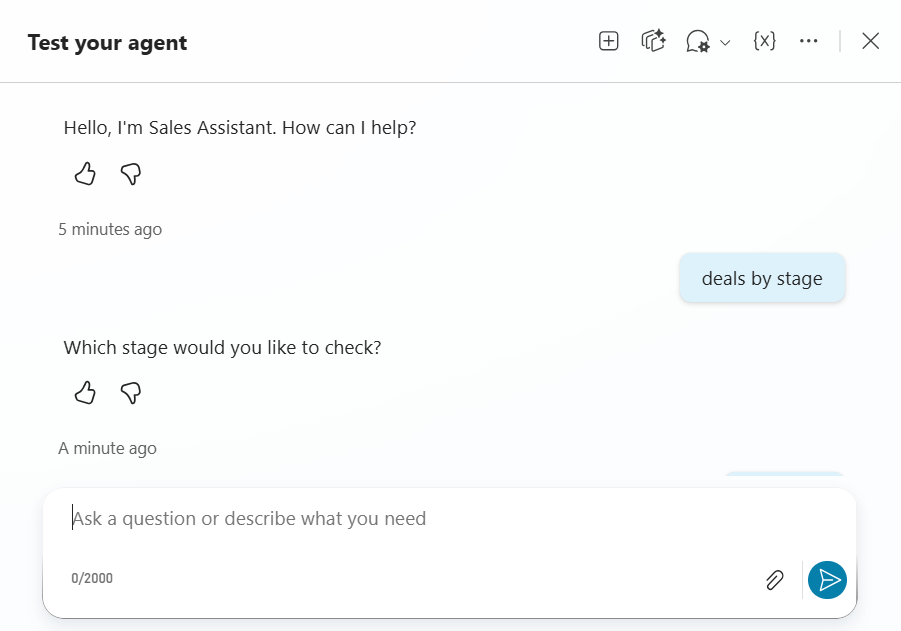 Test your agent
{x}
Hello, I'm Sales Assistant. How can I help?
5 minutes ago
deals by stage
Which stage would you like to check?
A minute ago
Ask a question or describe what you need
0/2000